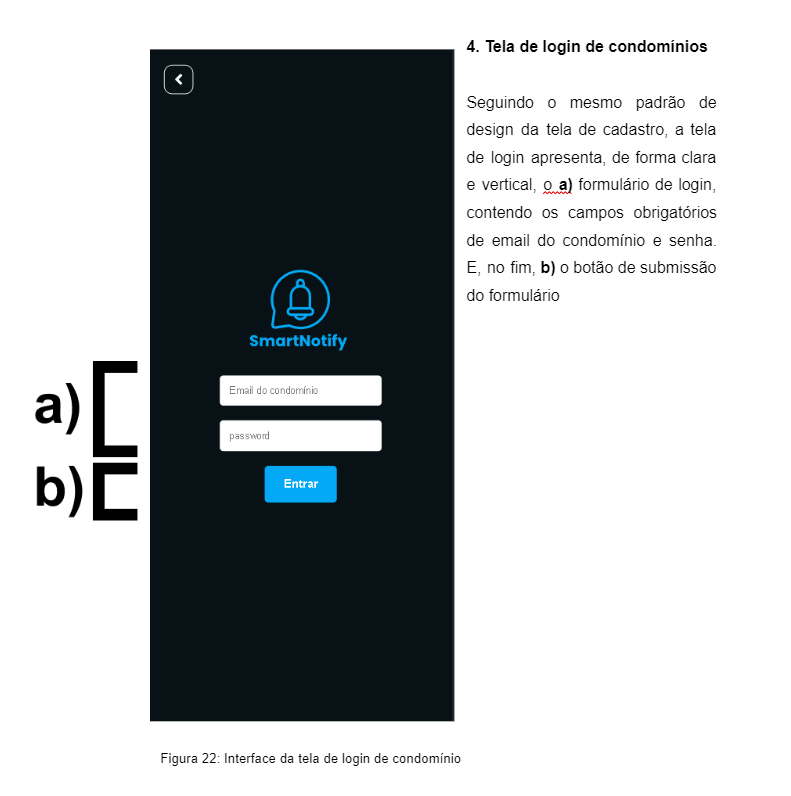 4. Tela de login de condomínios
Seguindo o mesmo padrão de
design da tela de cadastro, a tela
de login apresenta, de forma clara
e vertical, o a) formulário de login,
contendo os campos obrigatórios
de email do condomínio e senha.
E, no fim, b) o botão de submissão
do formulário
SmartNotify
a)
Email do condomínio
password
b)
Entrar
Figura 22: Interface da tela de login de condomínio